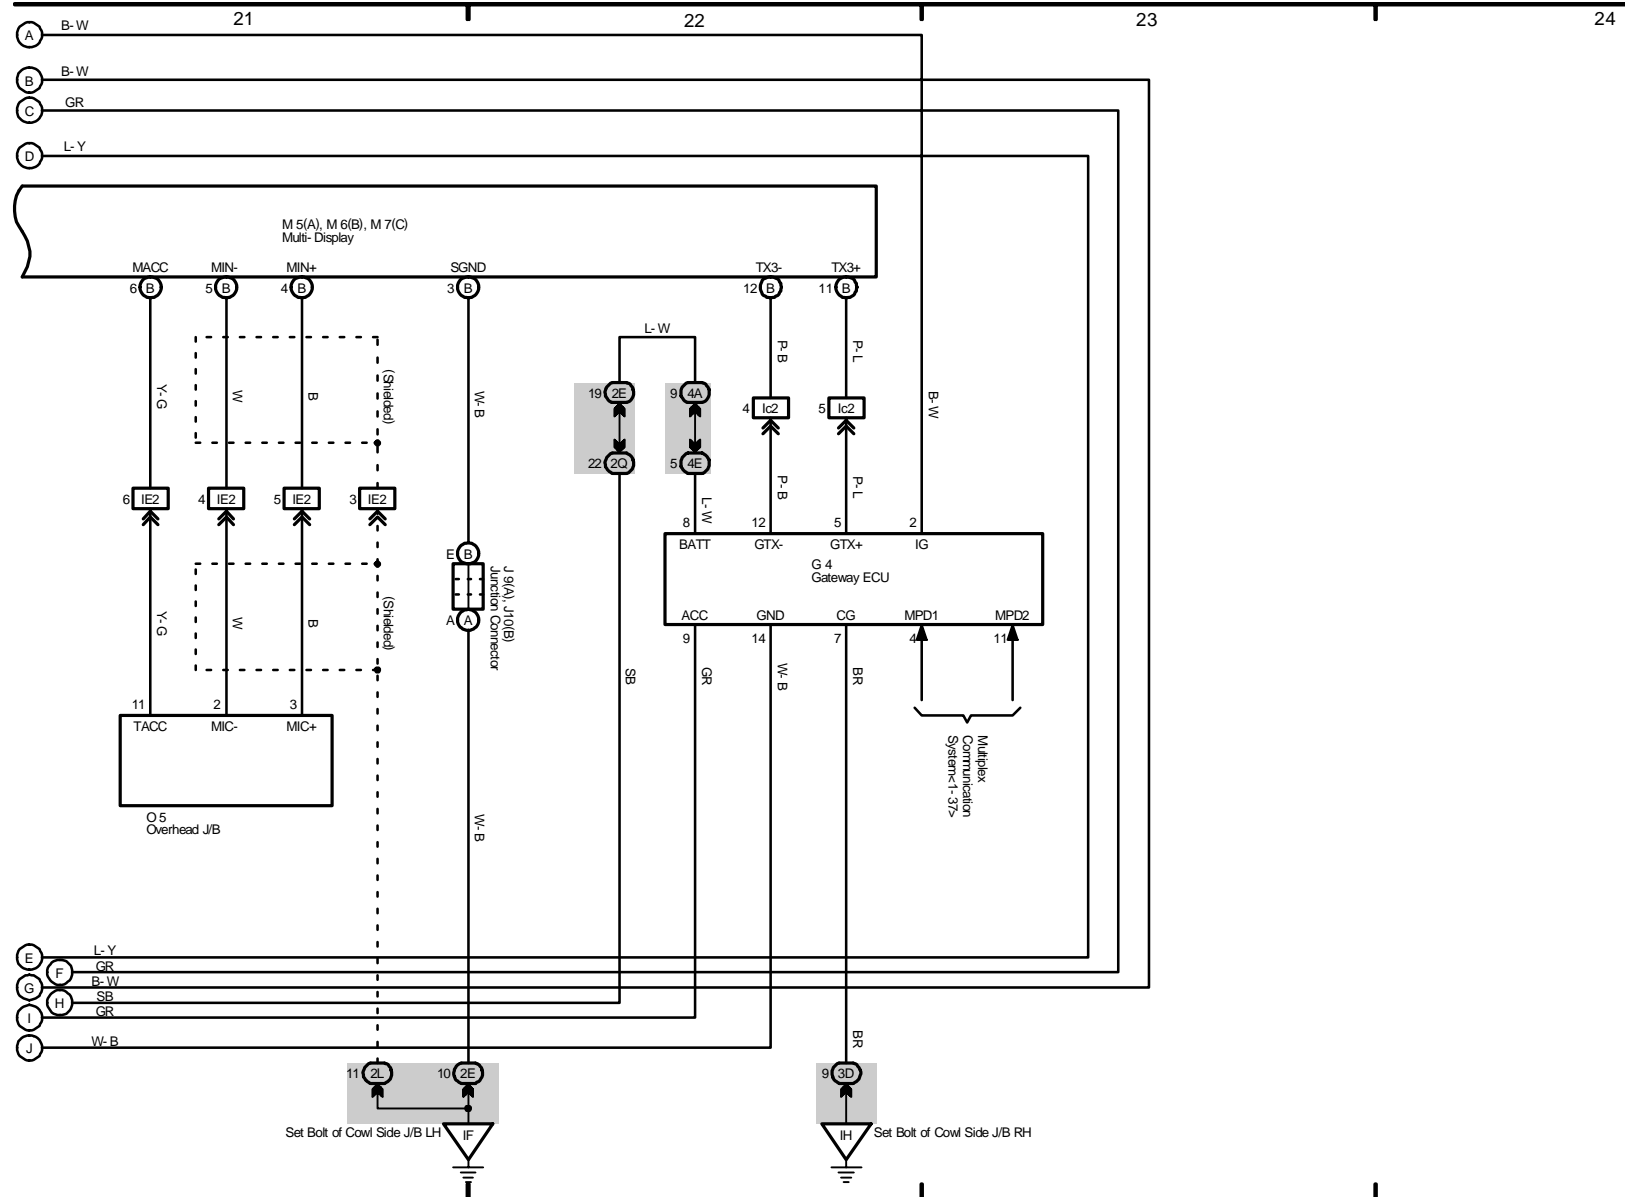 21 22 23 24
A B-W
B B-W
C GR
D L-Y
M 5(A), M 6(B), M 7(C)
Multi-Display
MACC MIN- MIN+ SGND TX3- TX3+
6 B 5 B 4 B 3 B 12 B 11 B
L-W
P-B P-L
(Shielded)
Y-G W B W-B B-W
19 2E 9 4A 4 Ic2 5 Ic2
22 2Q 5 4E
P-B P-L
6 IE2 4 IE2 5 IE2 3 IE2
L-W
8 12 5 2
BATT GTX- GTX+ IG
G 4
Gateway ECU
E B
J 9(A), J10(B)
Junction Connector
A A
ACC GND CG MPD1 MPD2
9 14 7 4 11
Y-G W B (Shielded)
SB GR W-B BR
11 2 3
TACC MIC- MIC+
Multiplex
Communication
System<1-37>
O 5
Overhead J/B
W-B
E L-Y
F GR
G B-W
H SB
I GR
J W-B
BR
11 2L 10 2E 9 3D
Set Bolt of Cowl Side J/B LH IF
IH Set Bolt of Cowl Side J/B RH